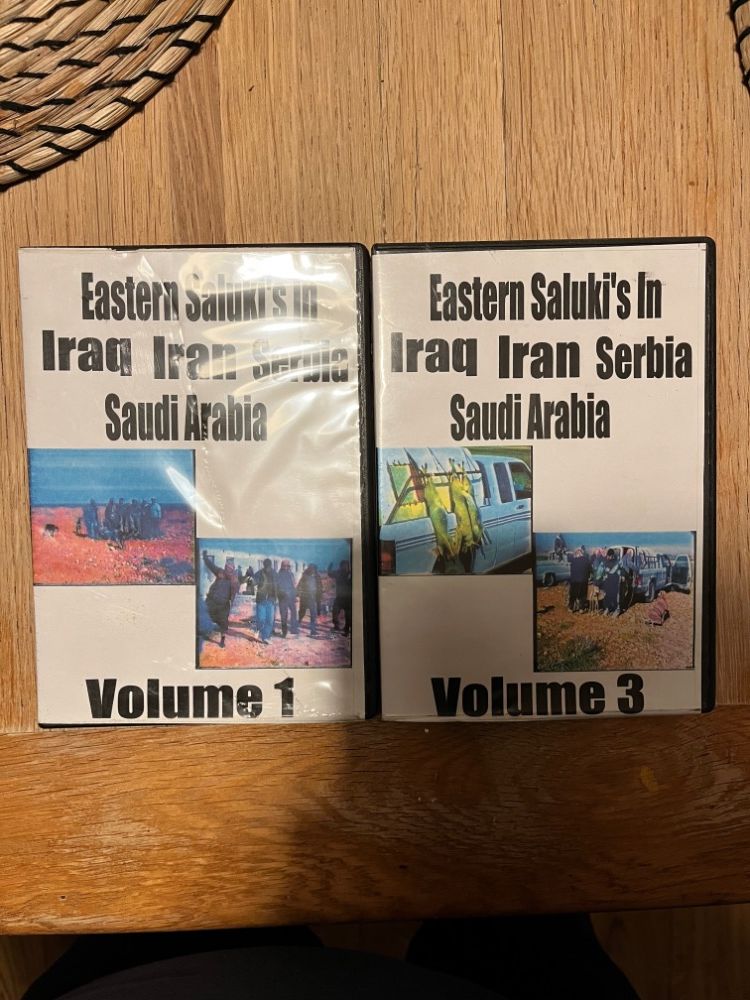 Eastern Saluki's In
Iraq Iran Serbia
Saudi Arabia
Volume 1
Eastern Saluki's In
Iraq Iran Serbia
Saudi Arabia
Volume 3